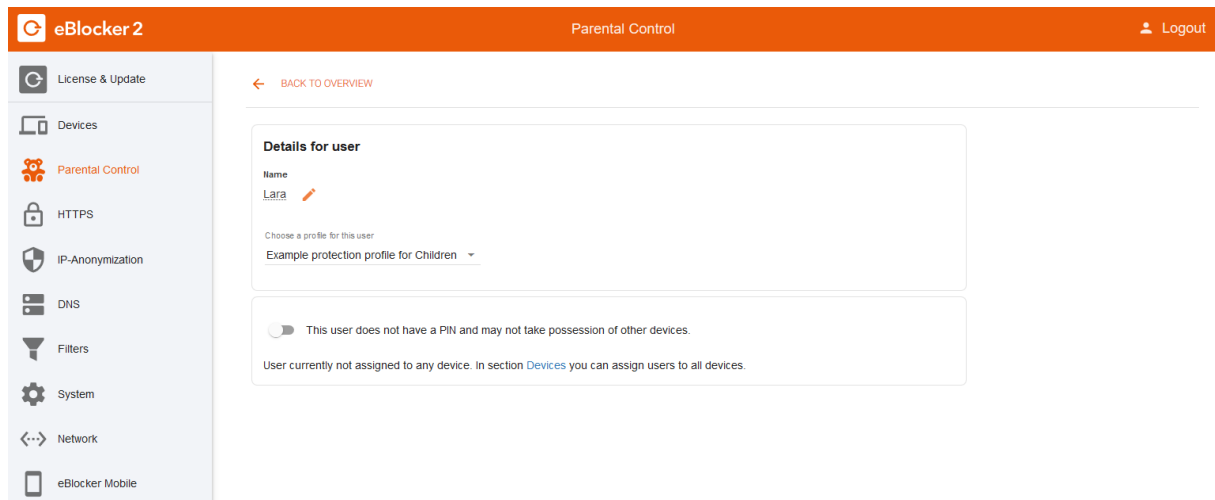 eBlocker 2
Parental Control
Logout
License & Update
Devices
Parental Control
HTTPS
IP-Anonymization
DNS
Filters
System
Network
eBlocker Mobile
BACK TO OVERVIEW
Details for user
Name
Lara
Choose a profile for this user
Example protection profile for Children
This user does not have a PIN and may not take possession of other devices.
User currently not assigned to any device. In section Devices you can assign users to all devices.